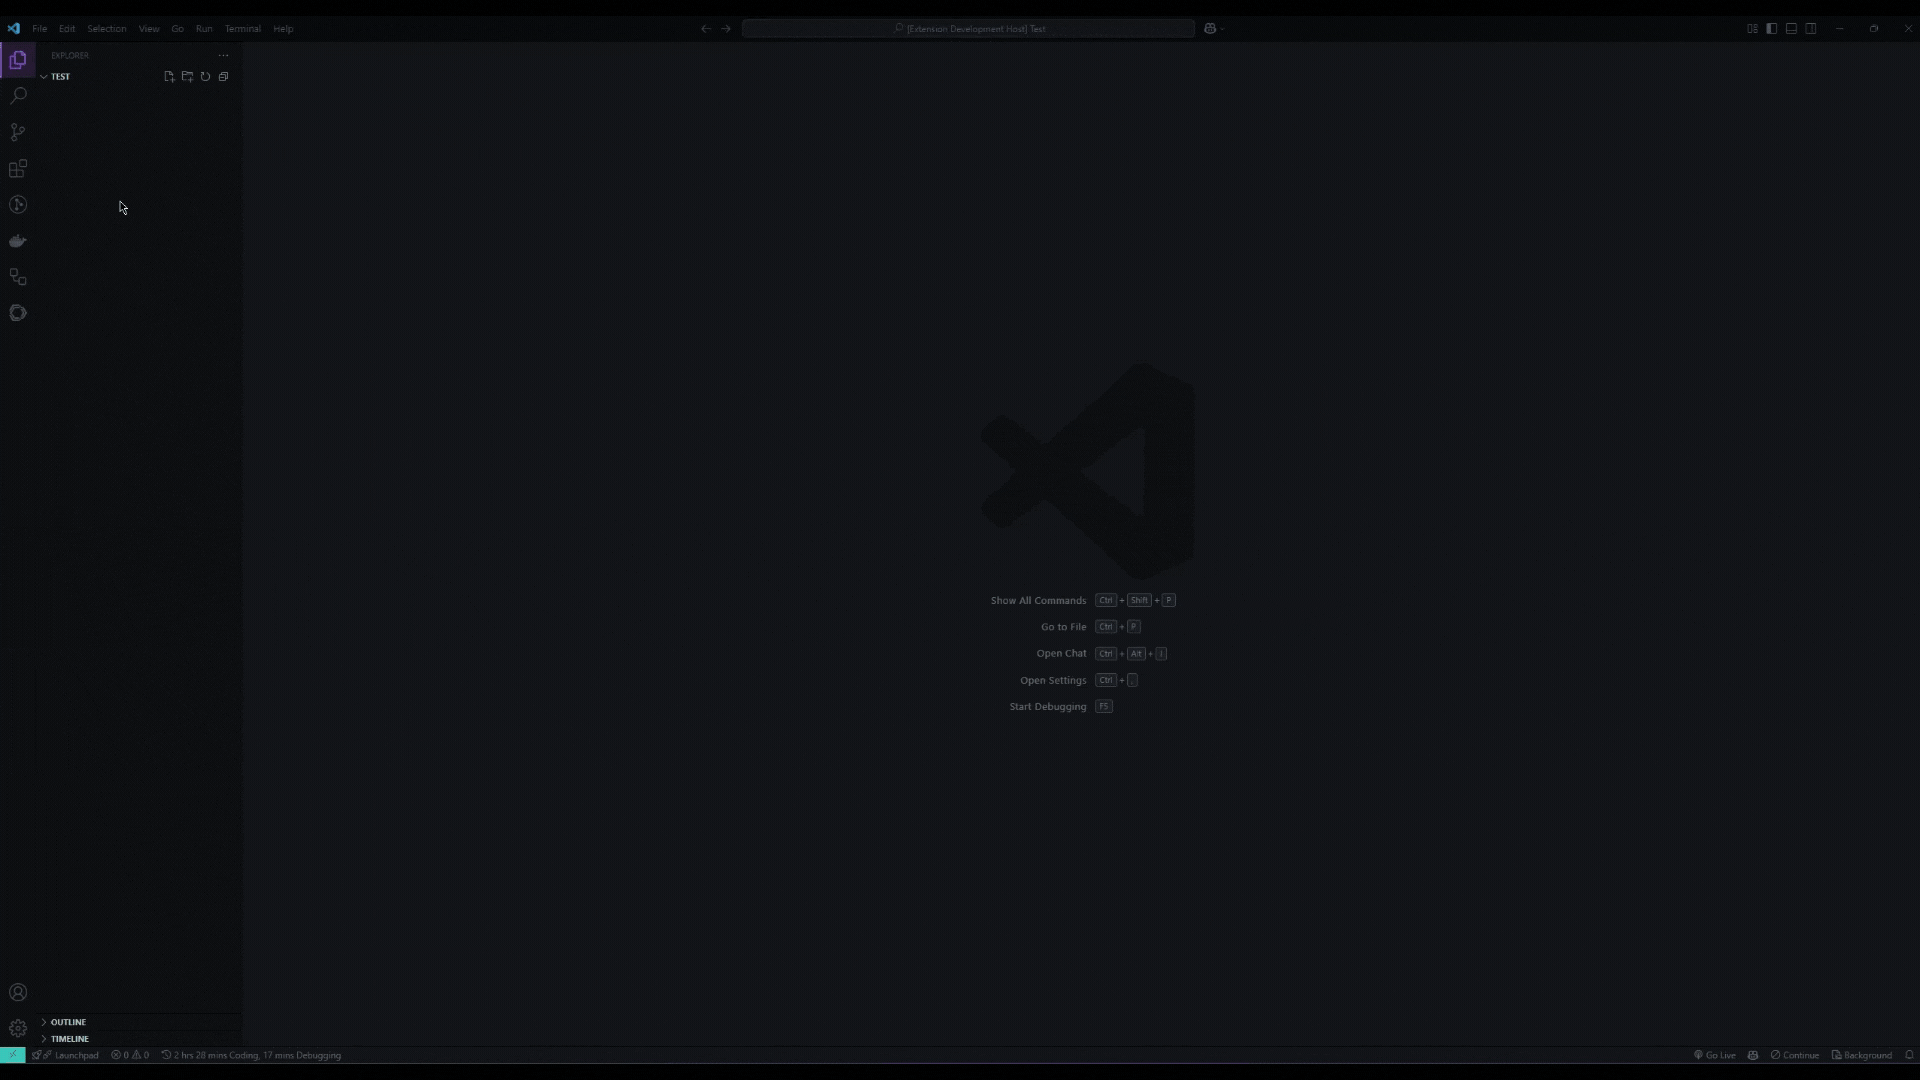 File Edit Selection View Go Run Terminal Help
[Extension Development Host] Test
EXPLORER
TEST
Show All Commands Ctrl + Shift + P
Go to File Ctrl + P
Open Chat Ctrl + Alt + I
Open Settings Ctrl + ,
Start Debugging F5
OUTLINE
TIMELINE
Launchpad 0 0 2 hrs 28 mins Coding, 17 mins Debugging
Go Live Continue Background